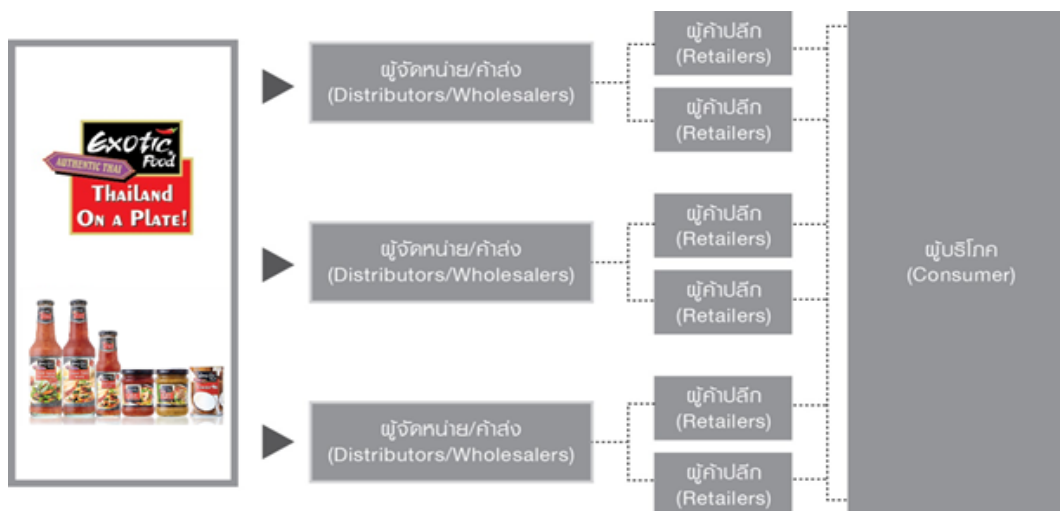 Exotic
Food
AUTHENTIC THAI
THAILAND
ON A PLATE!
ผู้จัดหน่าย/ค้าส่ง
(Distributors/Wholesalers)
ผู้ค้าปลีก
(Retailers)
ผู้ค้าปลีก
(Retailers)
ผู้จัดหน่าย/ค้าส่ง
(Distributors/Wholesalers)
ผู้ค้าปลีก
(Retailers)
ผู้ค้าปลีก
(Retailers)
ผู้จัดหน่าย/ค้าส่ง
(Distributors/Wholesalers)
ผู้ค้าปลีก
(Retailers)
ผู้ค้าปลีก
(Retailers)
ผู้บริโภค
(Consumer)